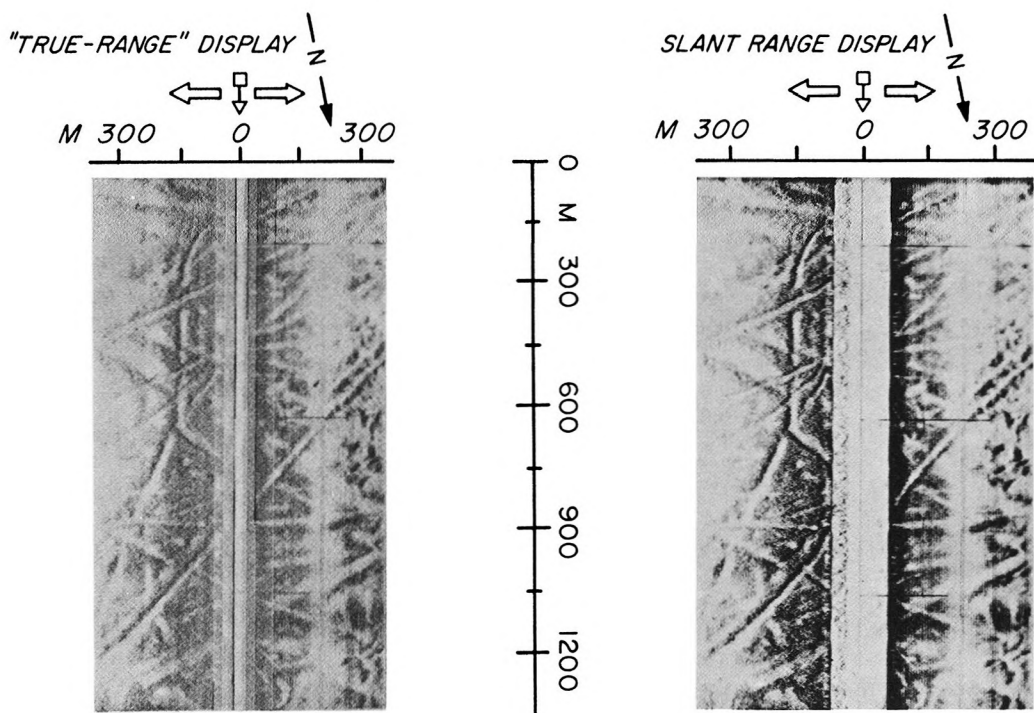 "TRUE-RANGE" DISPLAY
N
M 300 0 300
SLANT RANGE DISPLAY
N
M 300 0 300
0
M
300
600
900
1200